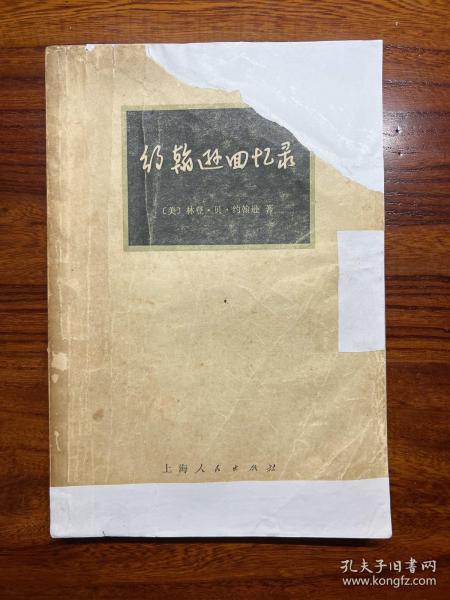 约翰逊回忆录
〔美〕林登·贝·约翰逊 著
上海人民出版社
孔夫子旧书网
www.kongfz.com